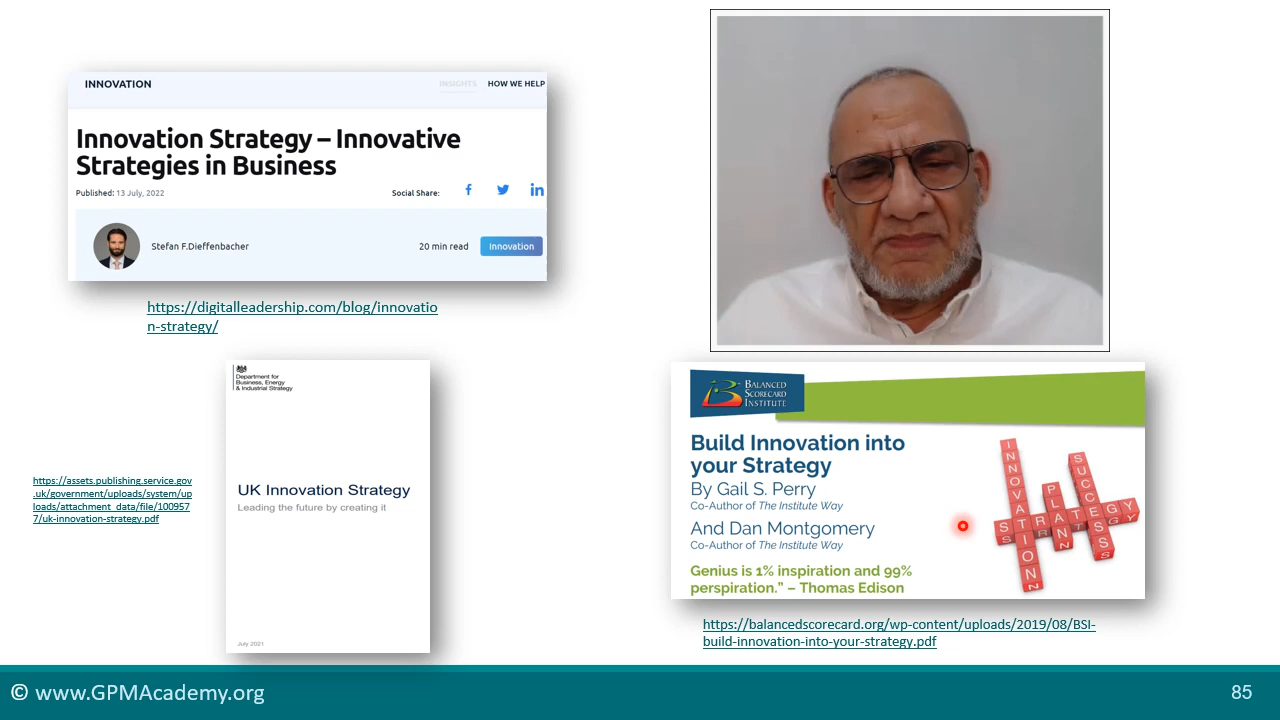 INNOVATION
INSIGHTS HOW WE HELP
Innovation Strategy – Innovative
Strategies in Business
Published: 13 July, 2022
Social Share:
Stefan F.Dieffenbacher
20 min read
Innovation
https://digitalleadership.com/blog/innovatio
n-strategy/
Department for
Business, Energy
& Industrial Strategy
UK Innovation Strategy
Leading the future by creating it
July 2021
https://assets.publishing.service.gov
.uk/government/uploads/system/up
loads/attachment_data/file/100957
7/uk-innovation-strategy.pdf
BALANCED
SCORECARD
INSTITUTE
Build Innovation into
your Strategy
By Gail S. Perry
Co-Author of The Institute Way
And Dan Montgomery
Co-Author of The Institute Way
Genius is 1% inspiration and 99%
perspiration.” – Thomas Edison
INNOVATION
PLAN
SUCCESS
STRATEGY
https://balancedscorecard.org/wp-content/uploads/2019/08/BSI-
build-innovation-into-your-strategy.pdf
© www.GPMAcademy.org
85